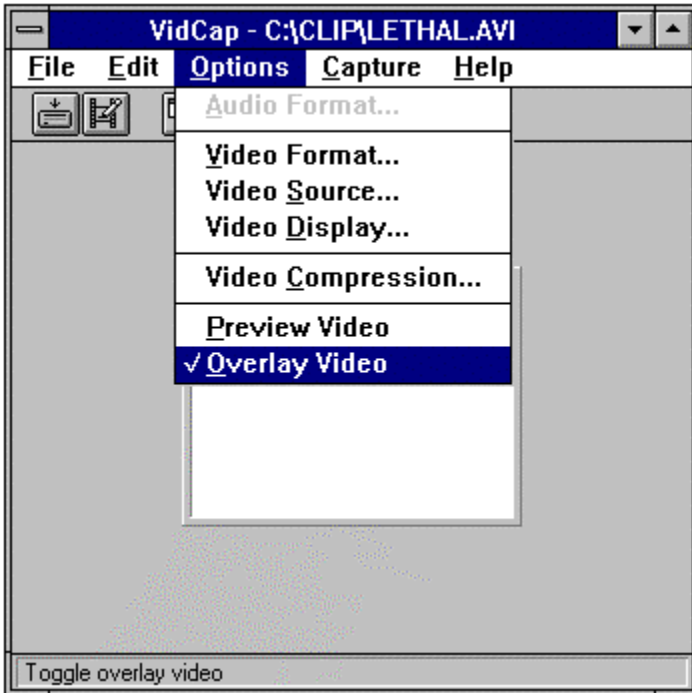 VidCap - C:\CLIP\LETHAL.AVI
File Edit Options Capture Help
Audio Format...
Video Format...
Video Source...
Video Display...
Video Compression...
Preview Video
√ Overlay Video
Toggle overlay video